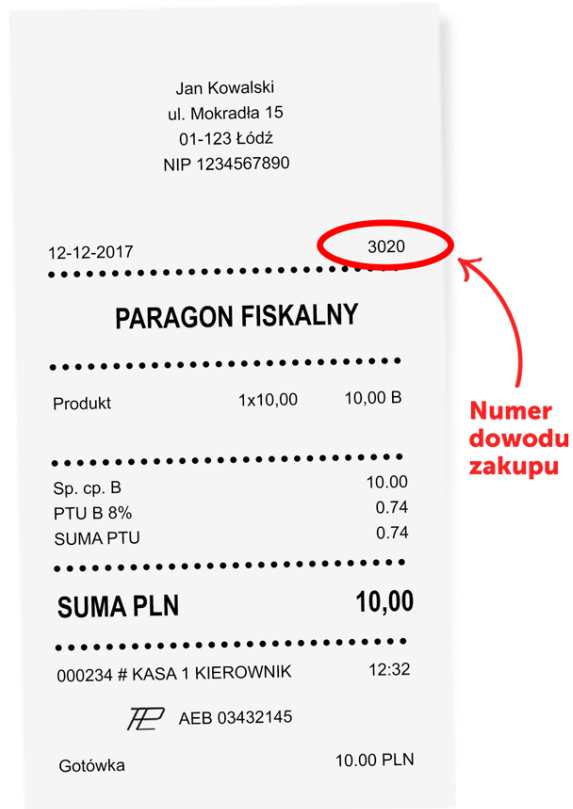 Jan Kowalski
ul. Mokradła 15
01-123 Łódź
NIP 1234567890
12-12-2017 3020
PARAGON FISKALNY
Produkt 1x10,00 10,00 B
Sp. cp. B 10.00
PTU B 8% 0.74
SUMA PTU 0.74
SUMA PLN 10,00
000234 # KASA 1 KIEROWNIK 12:32
AEB 03432145
Gotówka 10.00 PLN
Numer
dowodu
zakupu